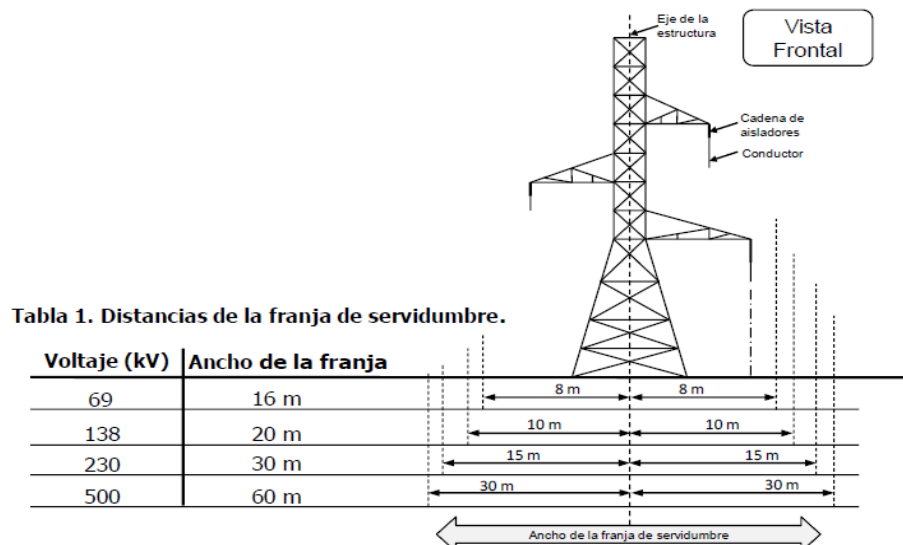 Eje de la
estructura
Vista
Frontal
Cadena de
aisladores
Conductor
Tabla 1. Distancias de la franja de servidumbre.
Voltaje (kV) Ancho de la franja
69 16 m 8 m 8 m
138 20 m 10 m 10 m
230 30 m 15 m 15 m
500 60 m 30 m 30 m
Ancho de la franja de servidumbre